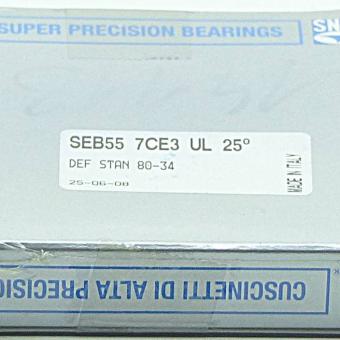 SUPER PRECISION BEARINGS
SN
SEB55 7CE3 UL 25°
DEF STAN 80-34
25-06-08
MADE IN ITALY
CUSCINETTI DI ALTA PRECISIO